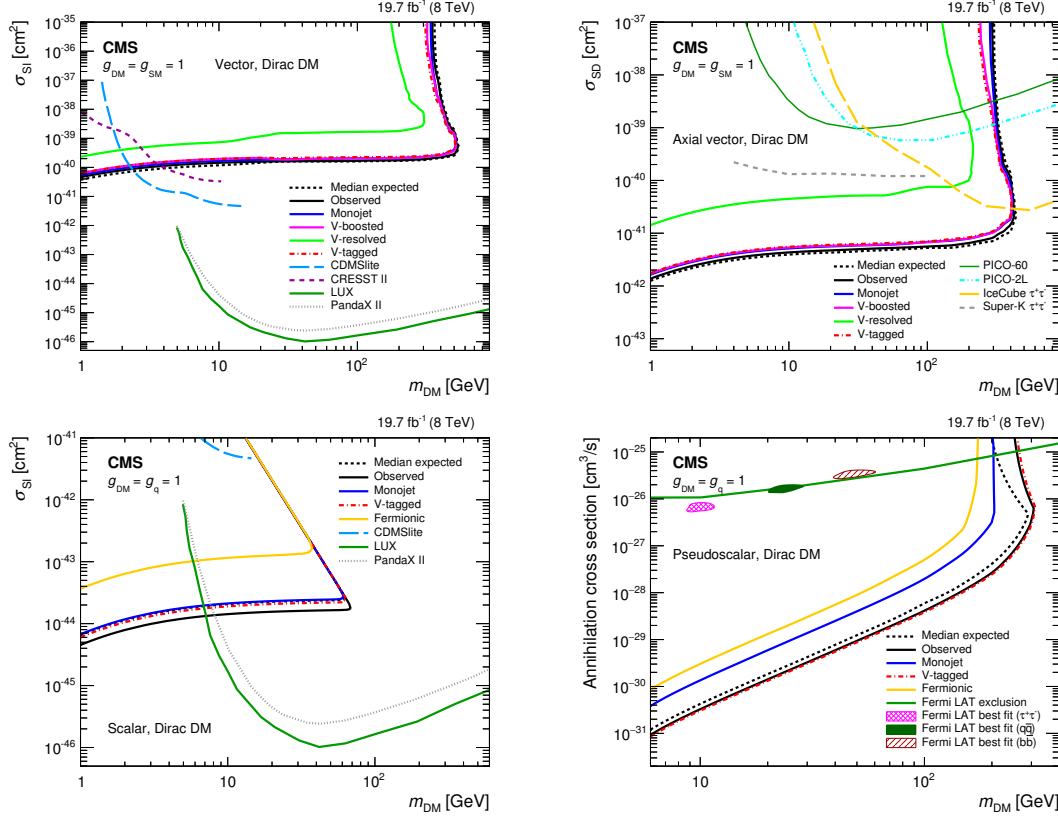 19.7 fb⁻¹ (8 TeV)
σ_SI [cm²]
CMS
g_DM = g_SM = 1
Vector, Dirac DM
10⁻³⁵
10⁻³⁶
10⁻³⁷
10⁻³⁸
10⁻³⁹
10⁻⁴⁰
10⁻⁴¹
10⁻⁴²
10⁻⁴³
10⁻⁴⁴
10⁻⁴⁵
10⁻⁴⁶
Median expected
Observed
Monojet
V-boosted
V-resolved
V-tagged
CDMSlite
CRESST II
LUX
PandaX II
1 10 10²
m_DM [GeV]
19.7 fb⁻¹ (8 TeV)
σ_SD [cm²]
CMS
g_DM = g_SM = 1
Axial vector, Dirac DM
10⁻³⁷
10⁻³⁸
10⁻³⁹
10⁻⁴⁰
10⁻⁴¹
10⁻⁴²
10⁻⁴³
Median expected
Observed
Monojet
V-boosted
V-resolved
V-tagged
PICO-60
PICO-2L
IceCube τ⁺τ⁻
Super-K τ⁺τ⁻
1 10 10²
m_DM [GeV]
19.7 fb⁻¹ (8 TeV)
σ_SI [cm²]
CMS
g_DM = g_q = 1
10⁻⁴¹
10⁻⁴²
10⁻⁴³
10⁻⁴⁴
10⁻⁴⁵
10⁻⁴⁶
Median expected
Observed
Monojet
V-tagged
Fermionic
CDMSlite
LUX
PandaX II
Scalar, Dirac DM
1 10 10²
m_DM [GeV]
19.7 fb⁻¹ (8 TeV)
Annihilation cross section [cm³/s]
CMS
g_DM = g_q = 1
Pseudoscalar, Dirac DM
10⁻²⁵
10⁻²⁶
10⁻²⁷
10⁻²⁸
10⁻²⁹
10⁻³⁰
10⁻³¹
Median expected
Observed
Monojet
V-tagged
Fermionic
Fermi LAT exclusion
Fermi LAT best fit (τ⁺τ⁻)
Fermi LAT best fit (qq̄)
Fermi LAT best fit (bb̄)
10 10²
m_DM [GeV]